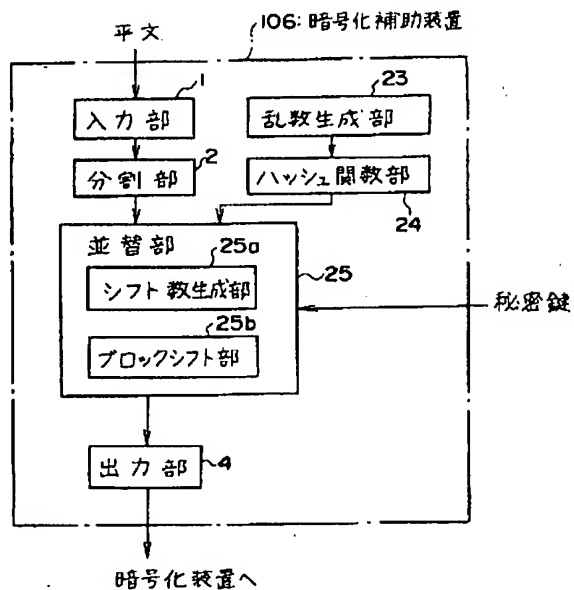 106:暗号化補助装置
平文
1
入力部
23
乱数生成部
2
分割部
ハッシュ関数部
24
並替部
25a
シフト数生成部
25
25b
ブロックシフト部
秘密鍵
出力部
4
暗号化装置へ